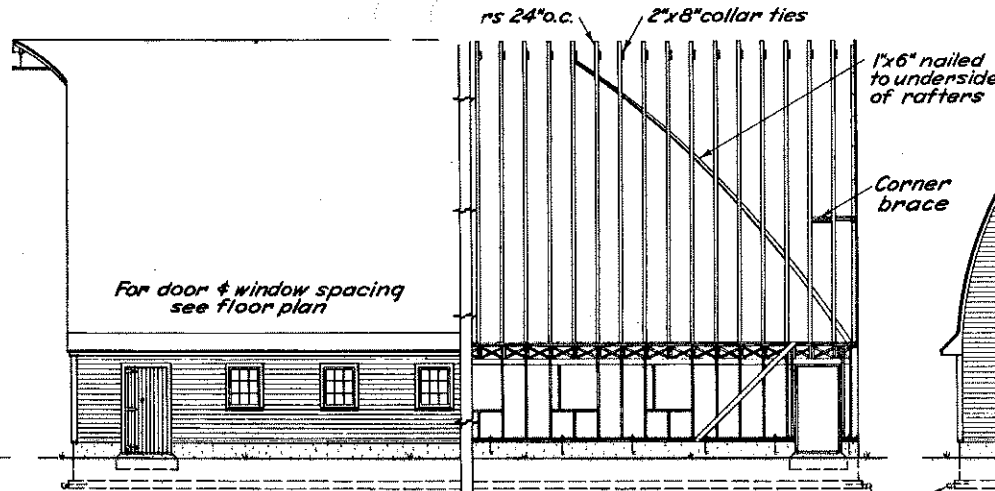 rs 24"o.c.
2"x8"collar ties
1"x6" nailed
to underside
of rafters
Corner
brace
For door & window spacing
see floor plan